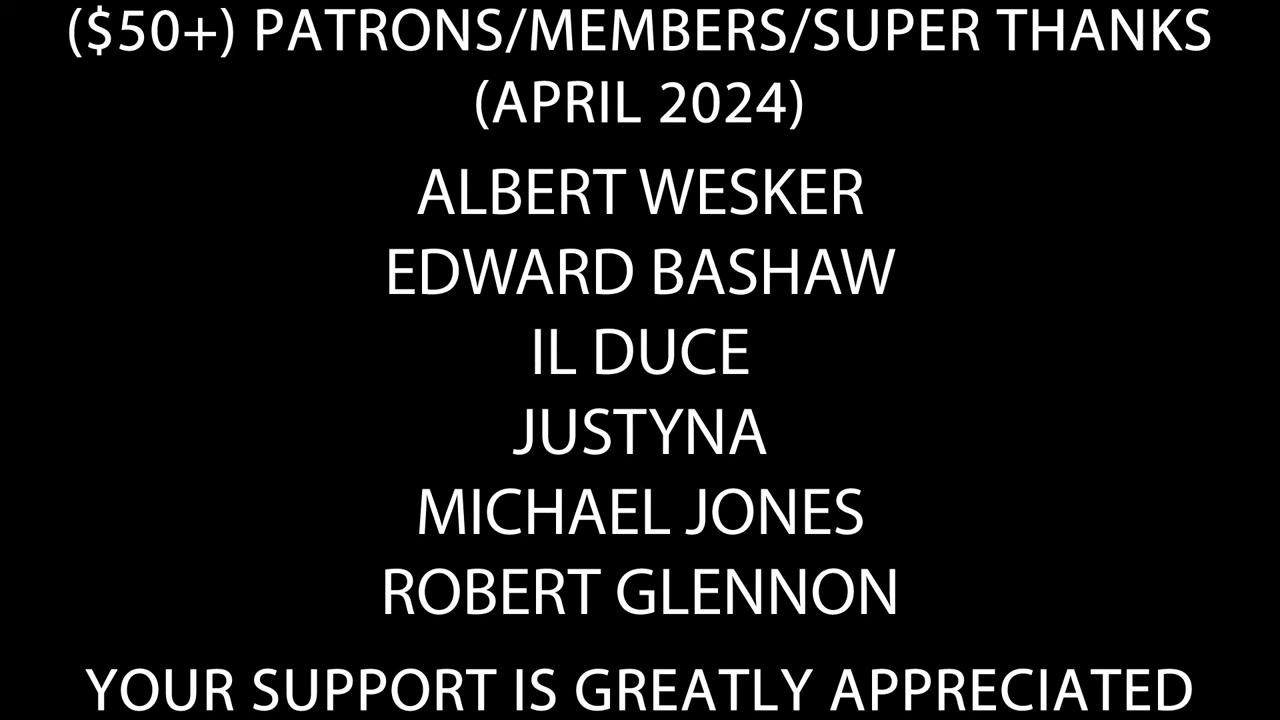 ($50+) PATRONS/MEMBERS/SUPER THANKS
(APRIL 2024)
ALBERT WESKER
EDWARD BASHAW
IL DUCE
JUSTYNA
MICHAEL JONES
ROBERT GLENNON
YOUR SUPPORT IS GREATLY APPRECIATED